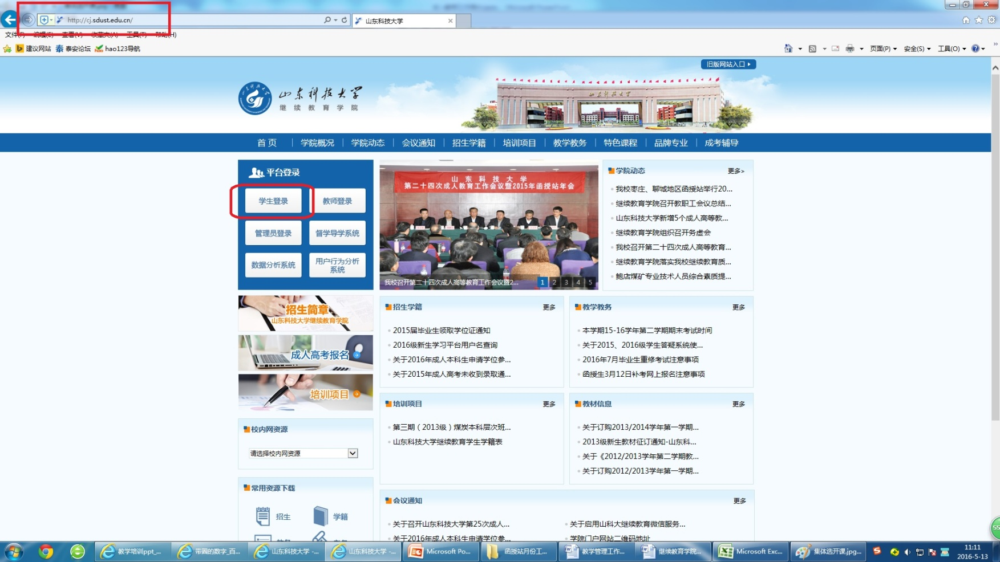 http://cj.sdust.edu.cn/
山东科技大学
文件(F) 编辑(E) 查看(V) 收藏夹(A) 工具(T) 帮助(H)
建议网站 泰安论坛 hao123导航
页面(P) 安全(S) 工具(O)
旧版网站入口
山东科技大学
继续教育学院
山东科技大学
首 页 学院概况 学院动态 会议通知 招生学籍 培训项目 教学教务 特色课程 品牌专业 成考辅导
平台登录
学生登录 教师登录
管理员登录 督学导学系统
数据分析系统 用户行为分析
系统
山 东 科 技 大 学
第二十四次成人教育工作会议暨2015年函授站年会
我校召开第二十四次成人高等教育工作会议暨2... 1 2 3 4 5
学院动态 更多>
我校枣庄、聊城地区函授站举行20...
继续教育学院召开教职工会议总结...
山东科技大学新增5个成人高等教...
继续教育学院组织召开务虚会
我校召开第二十四次成人高等教育...
继续教育学院落实我校继续教育质...
鲍店煤矿专业技术人员综合素质提...
招生简章
山东科技大学继续教育学院
成人高考报名
培训项目
招生学籍 更多
2015届毕业生领取学位证通知
2016级新生学习平台用户名查询
关于2016年成人本科生申请学位参...
关于2015年成人高考未收到录取通...
教学教务 更多
本学期15-16学年第二学期期末考试时间
关于2015、2016级学生答疑系统使...
2016年7月毕业生重修考试注意事项
函授生3月12日补考网上报名注意事项
培训项目 更多
第三期（2013级）煤炭本科层次班...
山东科技大学继续教育学生学籍表
教材信息 更多
关于订购2013/2014学年第一学期...
2013级新生教材征订通知-山东科...
关于《2012/2013学年第二学期教...
关于订购2012/2013学年第一学期...
校内网资源
请选择校内网资源
常用资源下载
招生 学籍
会议通知 更多
关于召开山东科技大学第25次成人...
关于启用山科大继续教育微信服务...
关于2016年成人本科生申请学位参...
学院门户网站二维码地址
教学培训ppt_... 带圈的数字_百... 山东科技大学 -... 山东科技大学 -... Microsoft Po... 函授站月份工... 教学管理工作... 继续教育学院... Microsoft Exc... 集体选开课.jpg...
11:11
2016-5-13
55